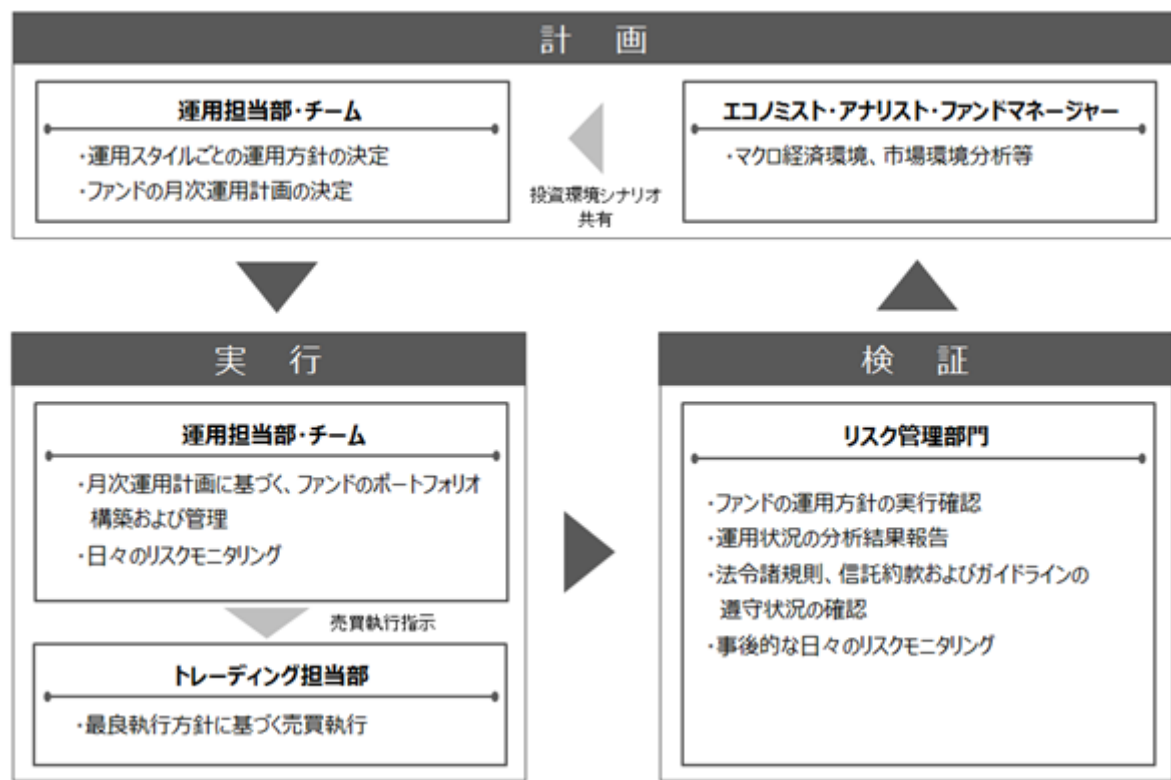 計 画
運用担当部・チーム
・運用スタイルごとの運用方針の決定
・ファンドの月次運用計画の決定
投資環境シナリオ
共有
エコノミスト・アナリスト・ファンドマネージャー
・マクロ経済環境、市場環境分析等
実 行
運用担当部・チーム
・月次運用計画に基づく、ファンドのポートフォリオ
構築および管理
・日々のリスクモニタリング
売買執行指示
トレーディング担当部
・最良執行方針に基づく売買執行
検 証
リスク管理部門
・ファンドの運用方針の実行確認
・運用状況の分析結果報告
・法令諸規則、信託約款およびガイドラインの
遵守状況の確認
・事後的な日々のリスクモニタリング